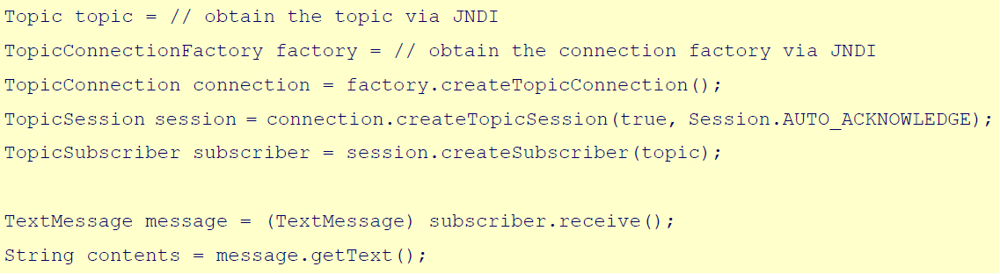 Topic topic = // obtain the topic via JNDI
TopicConnectionFactory factory = // obtain the connection factory via JNDI
TopicConnection connection = factory.createTopicConnection();
TopicSession session = connection.createTopicSession(true, Session.AUTO_ACKNOWLEDGE);
TopicSubscriber subscriber = session.createSubscriber(topic);
TextMessage message = (TextMessage) subscriber.receive();
String contents = message.getText();